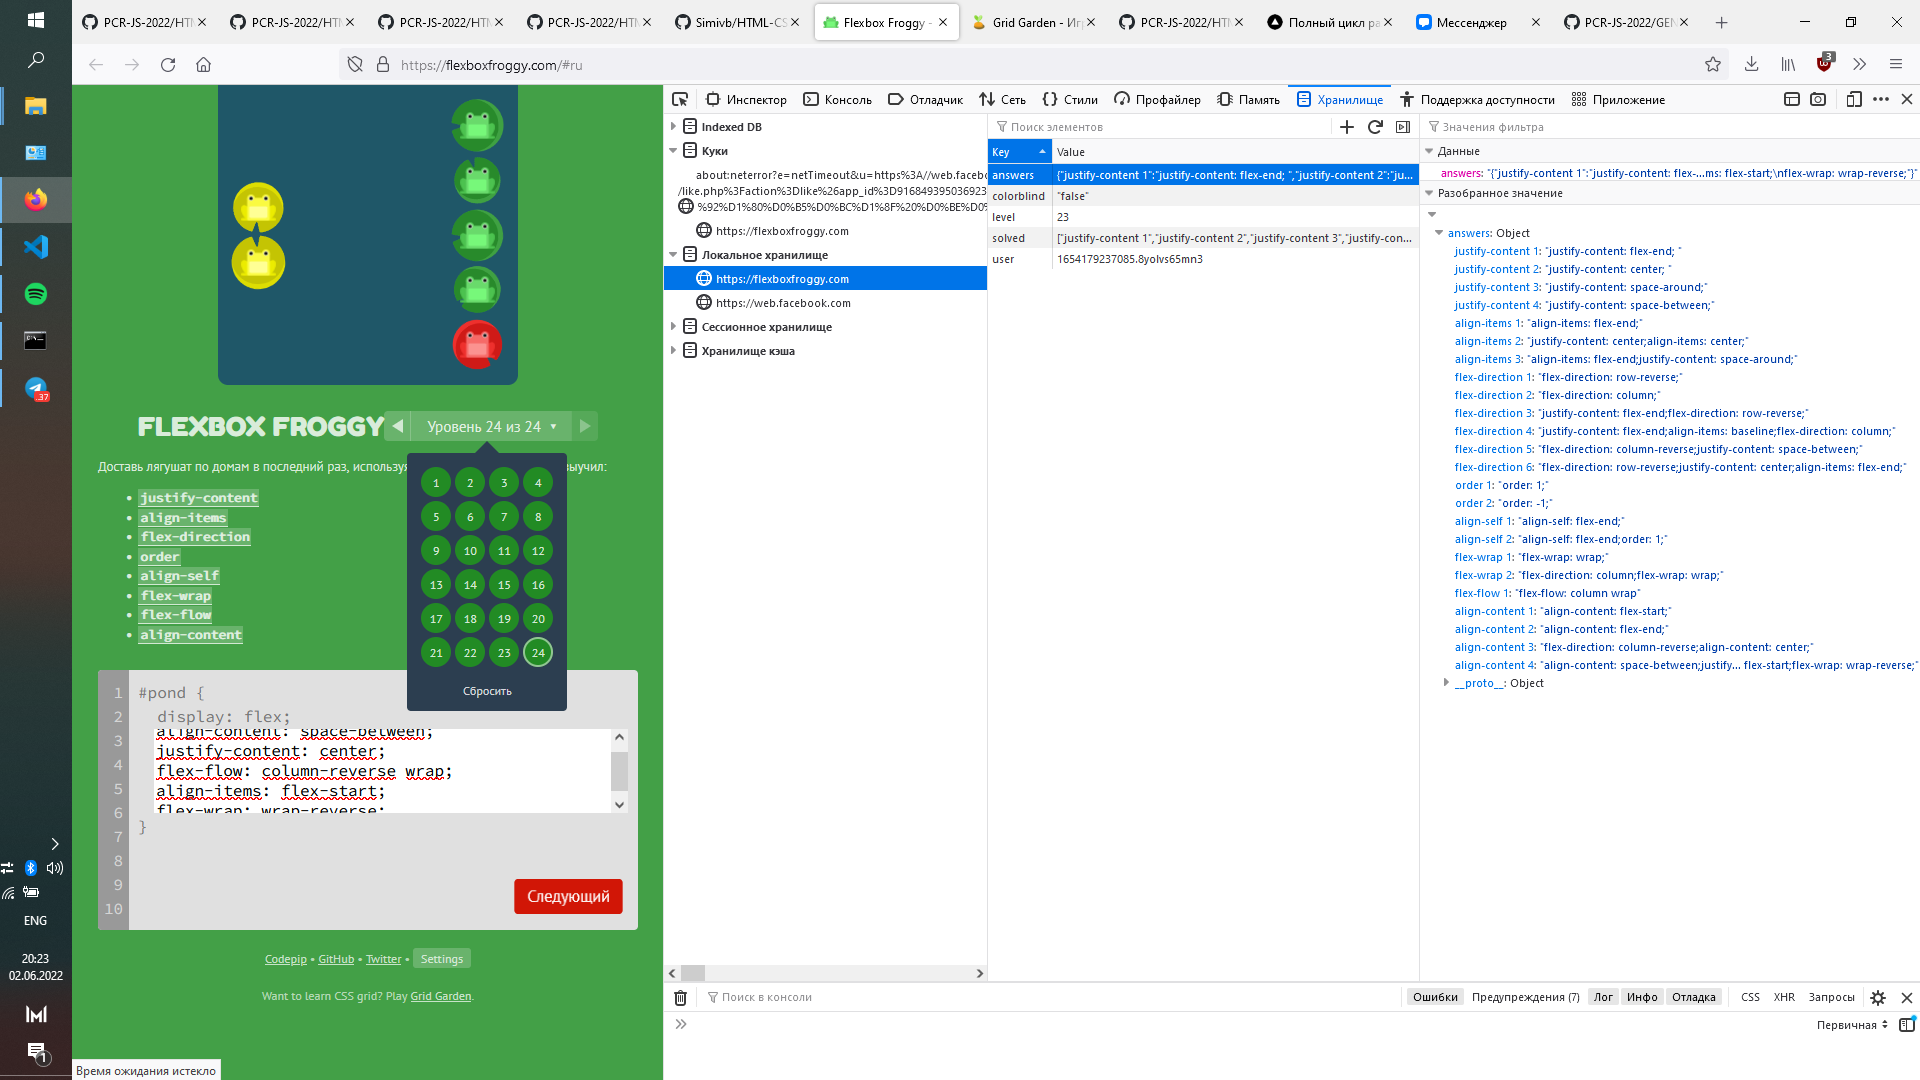 PCR-JS-2022/HTM
PCR-JS-2022/HTM
PCR-JS-2022/HTM
PCR-JS-2022/HTM
Simivb/HTML-CS
Flexbox Froggy -
Grid Garden - Иг
PCR-JS-2022/HTM
Полный цикл ра
Мессенджер
PCR-JS-2022/GEN
https://flexboxfroggy.com/#ru
3
Инспектор
Консоль
Отладчик
Сеть
Стили
Профайлер
Память
Хранилище
Поддержка доступности
Приложение
Indexed DB
Куки
about:neterror?e=netTimeout&u=https%3A//web.facebo
/like.php%3Faction%3Dlike%26app_id%3D91684939503692​3
%92%D1%80%D0%B5%D0%BC%D1%8F%20%D0%BE%D0%
https://flexboxfroggy.com
Локальное хранилище
https://flexboxfroggy.com
https://web.facebook.com
Сессионное хранилище
Хранилище кэша
Поиск элементов
Key Value
answers {"justify-content 1":"justify-content: flex-end; ","justify-content 2":"ju...
colorblind "false"
level 23
solved ["justify-content 1","justify-content 2","justify-content 3","justify-con...
user 1654179237085.8yolvs65mn3
Значения фильтра
Данные
answers: "{"justify-content 1":"justify-content: flex-...ms: flex-start;\nflex-wrap: wrap-reverse;"}"
Разобранное значение
answers: Object
justify-content 1: "justify-content: flex-end; "
justify-content 2: "justify-content: center; "
justify-content 3: "justify-content: space-around;"
justify-content 4: "justify-content: space-between;"
align-items 1: "align-items: flex-end;"
align-items 2: "justify-content: center;align-items: center;"
align-items 3: "align-items: flex-end;justify-content: space-around;"
flex-direction 1: "flex-direction: row-reverse;"
flex-direction 2: "flex-direction: column;"
flex-direction 3: "justify-content: flex-end;flex-direction: row-reverse;"
flex-direction 4: "justify-content: flex-end;align-items: baseline;flex-direction: column;"
flex-direction 5: "flex-direction: column-reverse;justify-content: space-between;"
flex-direction 6: "flex-direction: row-reverse;justify-content: center;align-items: flex-end;"
order 1: "order: 1;"
order 2: "order: -1;"
align-self 1: "align-self: flex-end;"
align-self 2: "align-self: flex-end;order: 1;"
flex-wrap 1: "flex-wrap: wrap;"
flex-wrap 2: "flex-direction: column;flex-wrap: wrap;"
flex-flow 1: "flex-flow: column wrap"
align-content 1: "align-content: flex-start;"
align-content 2: "align-content: flex-end;"
align-content 3: "flex-direction: column-reverse;align-content: center;"
align-content 4: "align-content: space-between;justify... flex-start;flex-wrap: wrap-reverse;"
__proto__: Object
FLEXBOX FROGGY
Уровень 24 из 24
Доставь лягушат по домам в последний раз, используя
выучил:
justify-content
align-items
flex-direction
order
align-self
flex-wrap
flex-flow
align-content
1 2 3 4
5 6 7 8
9 10 11 12
13 14 15 16
17 18 19 20
21 22 23 24
Сбросить
1 #pond {
2 display: flex;
3 align-content: space-between;
justify-content: center;
4 flex-flow: column-reverse wrap;
5 align-items: flex-start;
6 flex-wrap: wrap-reverse;
7 }
8
9
10
Следующий
Codepip • GitHub • Twitter • Settings
Want to learn CSS grid? Play Grid Garden.
Время ожидания истекло
Поиск в консоли
Ошибки
Предупреждения (7)
Лог
Инфо
Отладка
CSS
XHR
Запросы
Первичная
37
ENG
20:23
02.06.2022
1